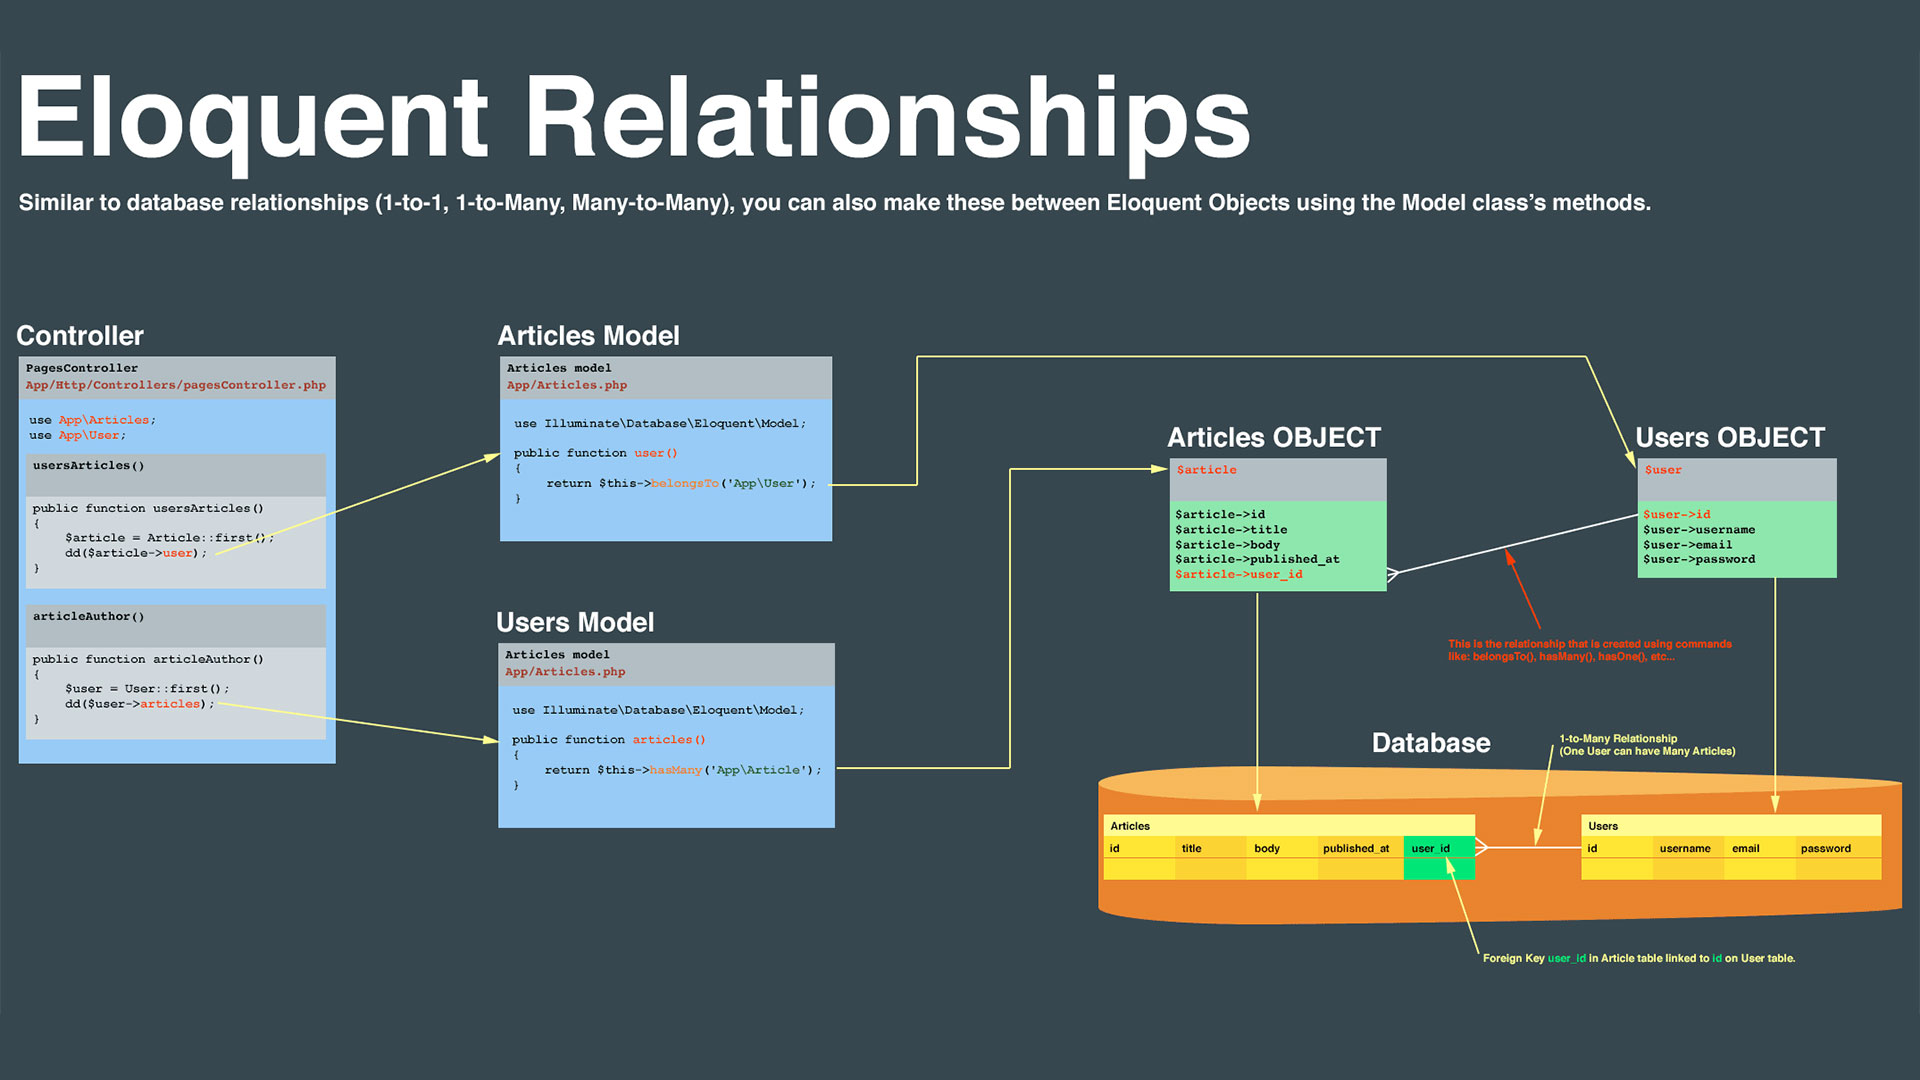 Eloquent Relationships
Similar to database relationships (1-to-1, 1-to-Many, Many-to-Many), you can also make these between Eloquent Objects using the Model class's methods.
Controller
PagesController
App/Http/Controllers/pagesController.php
use App\Articles;
use App\User;
usersArticles()
public function usersArticles()
{
$article = Article::first();
dd($article->user);
}
articleAuthor()
public function articleAuthor()
{
$user = User::first();
dd($user->articles);
}
Articles Model
Articles model
App/Articles.php
use Illuminate\Database\Eloquent\Model;
public function user()
{
return $this->belongsTo('App\User');
}
Users Model
Articles model
App/Articles.php
use Illuminate\Database\Eloquent\Model;
public function articles()
{
return $this->hasMany('App\Article');
}
Articles OBJECT
$article
$article->id
$article->title
$article->body
$article->published_at
$article->user_id
Users OBJECT
$user
$user->id
$user->username
$user->email
$user->password
This is the relationship that is created using commands
like: belongsTo(), hasMany(), hasOne(), etc...
Database
1-to-Many Relationship
(One User can have Many Articles)
Articles
id title body published_at user_id
Users
id username email password
Foreign Key user_id in Article table linked to id on User table.